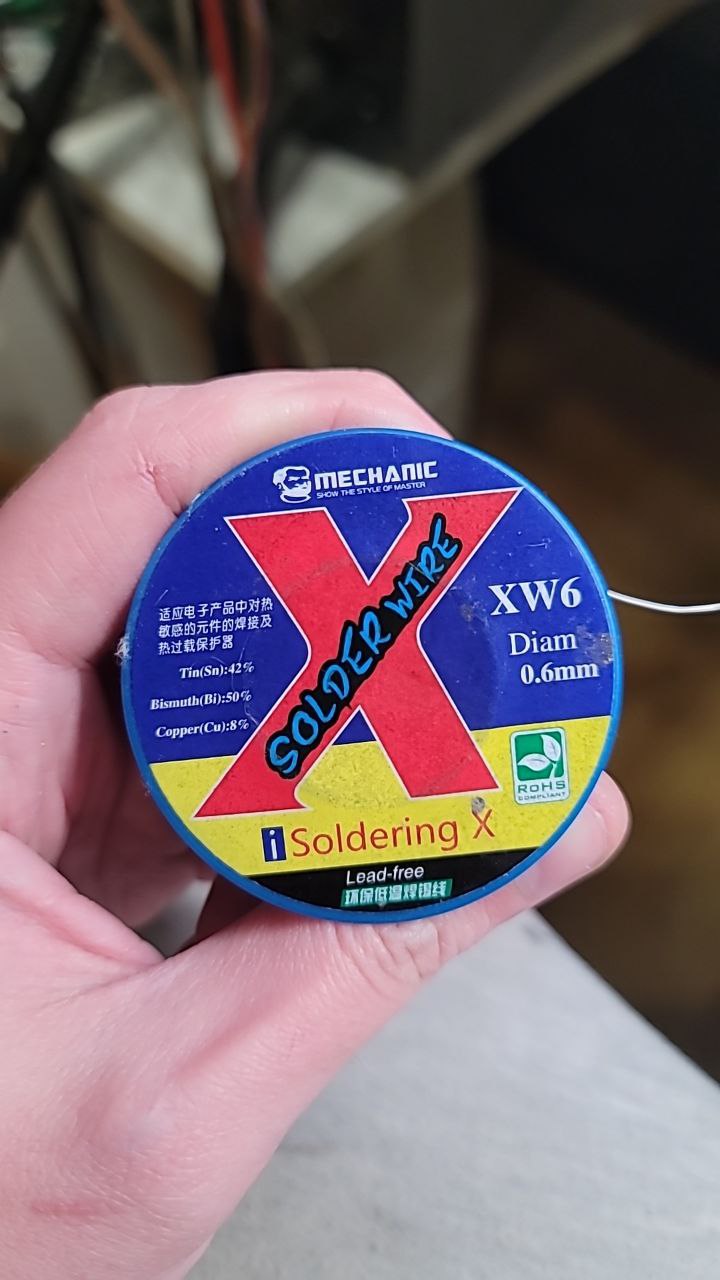 MECHANIC
SHOW THE STYLE OF MASTER
X
SOLDER WIRE
适应电子产品中对热
敏感的元件的焊接及
热过载保护器
Tin(Sn):42%
Bismuth(Bi):50%
Copper(Cu):8%
XW6
Diam
0.6mm
RoHS
COMPLIANT
i Soldering X
Lead-free
环保低温焊锡线